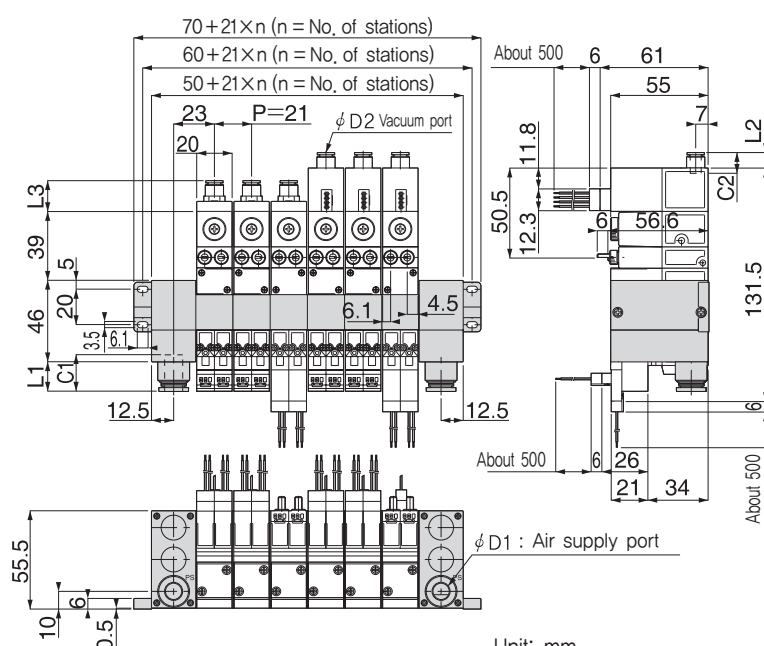 70+21×n (n = No. of stations)
60+21×n (n = No. of stations)
50+21×n (n = No. of stations)
23
P=21
20
φD2 Vacuum port
L3
39
5
46
20
3.5
6.1
L1
C1
6.1
4.5
12.5
12.5
About 500
6
61
55
7
L2
11.8
C2
50.5
12.3
6
56.6
131.5
6
About 500
6
26
21
34
About 500
55.5
PS
PS
φD1 : Air supply port
10
6
0.5
Unit: mm